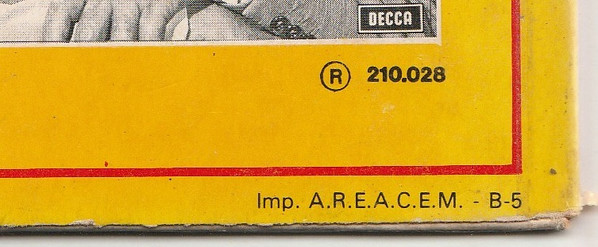 DECCA
Ⓡ 210.028
Imp. A.R.E.A.C.E.M. - B-5